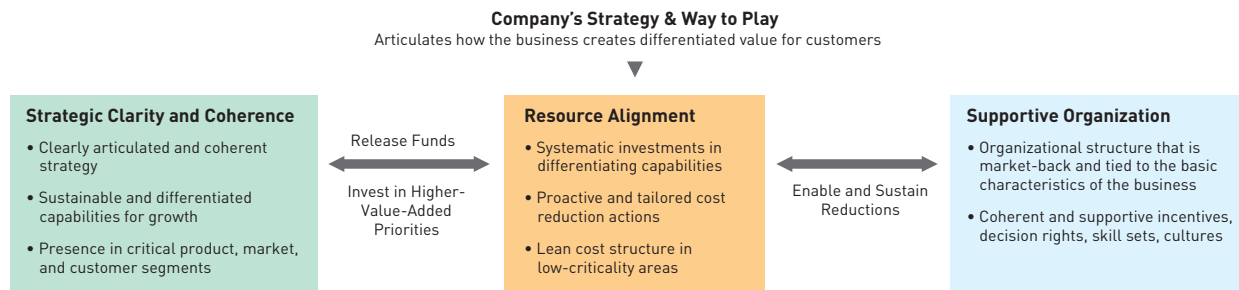 Company’s Strategy & Way to Play
Articulates how the business creates differentiated value for customers
Strategic Clarity and Coherence
• Clearly articulated and coherent
strategy
• Sustainable and differentiated
capabilities for growth
• Presence in critical product, market,
and customer segments
Release Funds
Invest in Higher-
Value-Added
Priorities
Resource Alignment
• Systematic investments in
differentiating capabilities
• Proactive and tailored cost
reduction actions
• Lean cost structure in
low-criticality areas
Enable and Sustain
Reductions
Supportive Organization
• Organizational structure that is
market-back and tied to the basic
characteristics of the business
• Coherent and supportive incentives,
decision rights, skill sets, cultures